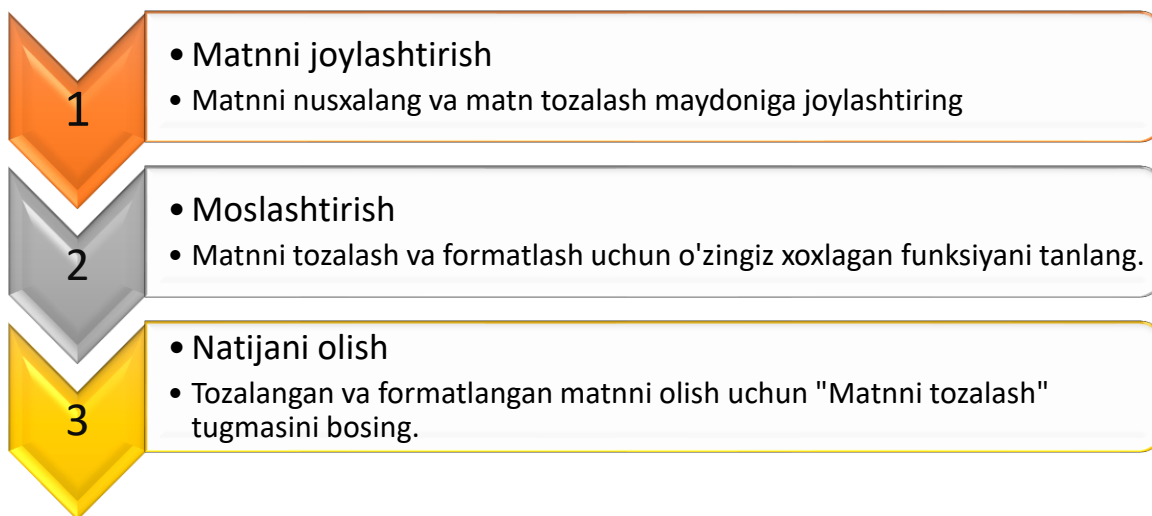 1
• Matnni joylashtirish
• Matnni nusxalang va matn tozalash maydoniga joylashtiring
2
• Moslashtirish
• Matnni tozalash va formatlash uchun o'zingiz xoxlagan funksiyani tanlang.
3
• Natijani olish
• Tozalangan va formatlangan matnni olish uchun "Matnni tozalash"
tugmasini bosing.